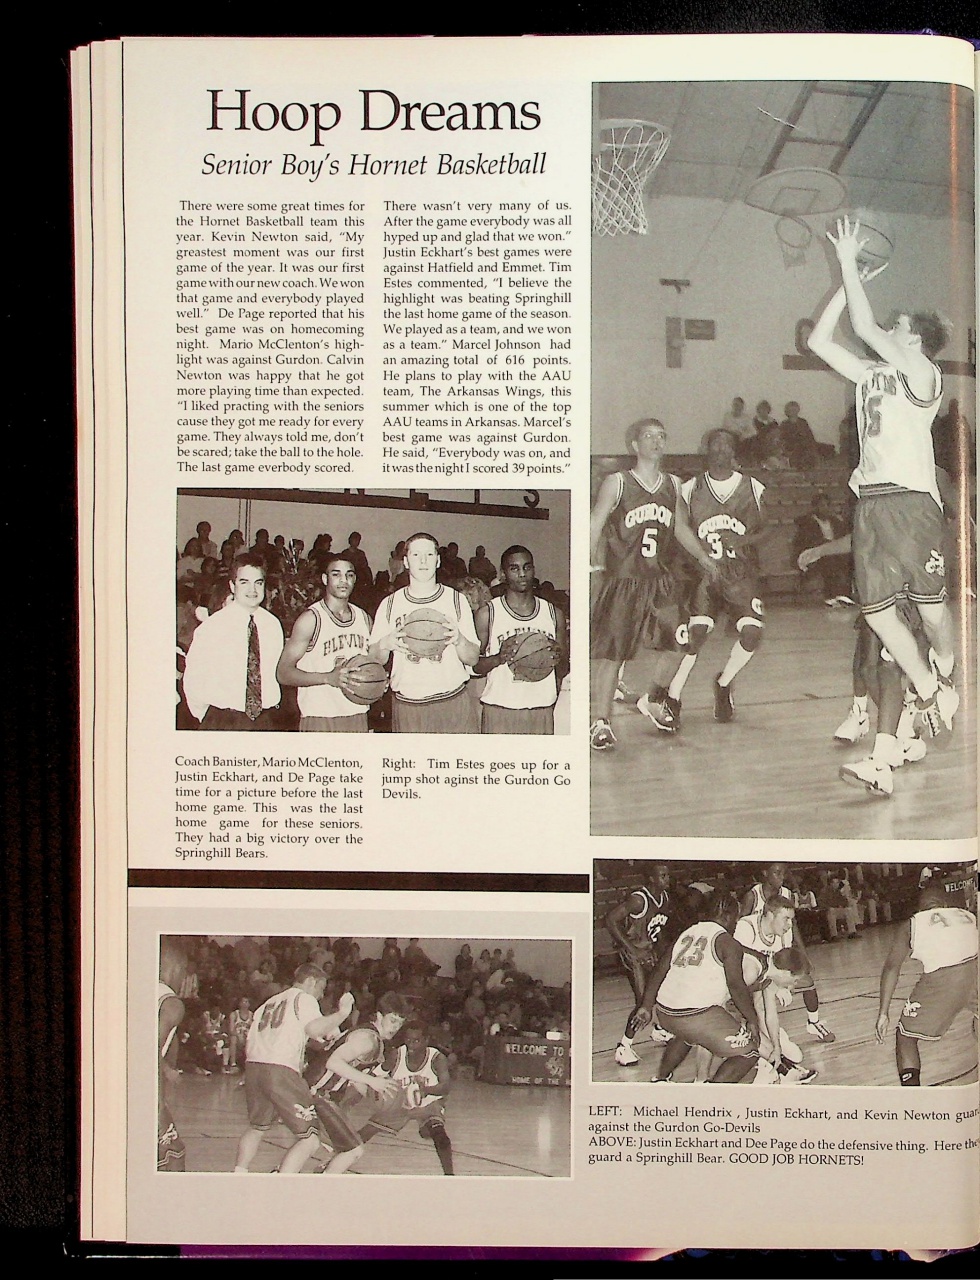 Hoop Dreams
Senior Boy's Hornet Basketball
There were some great times for
the Hornet Basketball team this
year. Kevin Newton said, “My
greastest moment was our first
game of the year. It was our first
game with our new coach. We won
that game and everybody played
well.” De Page reported that his
best game was on homecoming
night. Mario McClenton's high-
light was against Gurdon. Calvin
Newton was happy that he got
more playing time than expected.
“I liked practing with the seniors
cause they got me ready for every
game. They always told me, don't
be scared; take the ball to the hole.
The last game everbody scored.
There wasn't very many of us.
After the game everybody was all
hyped up and glad that we won.”
Justin Eckhart's best games were
against Hatfield and Emmet. Tim
Estes commented, “I believe the
highlight was beating Springhill
the last home game of the season.
We played as a team, and we won
as a team.” Marcel Johnson had
an amazing total of 616 points.
He plans to play with the AAU
team, The Arkansas Wings, this
summer which is one of the top
AAU teams in Arkansas. Marcel's
best game was against Gurdon.
He said, “Everybody was on, and
it was the night I scored 39 points.”
GURDON
5
GURDON
BLEVINS
Coach Banister, Mario McClenton,
Justin Eckhart, and De Page take
time for a picture before the last
home game. This was the last
home game for these seniors.
They had a big victory over the
Springhill Bears.
Right: Tim Estes goes up for a
jump shot aginst the Gurdon Go
Devils.
50
WELCOME TO
HOME OF THE
10
23
WELCOME
LEFT: Michael Hendrix , Justin Eckhart, and Kevin Newton guar
against the Gurdon Go-Devils
ABOVE: Justin Eckhart and Dee Page do the defensive thing. Here the
guard a Springhill Bear. GOOD JOB HORNETS!